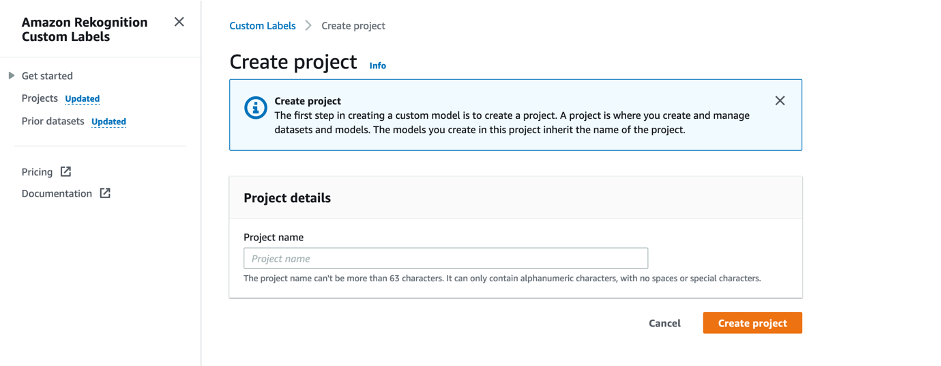 Amazon Rekognition
Custom Labels
Get started
Projects Updated
Prior datasets Updated
Pricing
Documentation
Custom Labels > Create project
Create project Info
Create project
The first step in creating a custom model is to create a project. A project is where you create and manage
datasets and models. The models you create in this project inherit the name of the project.
Project details
Project name
Project name
The project name can't be more than 63 characters. It can only contain alphanumeric characters, with no spaces or special characters.
Cancel Create project